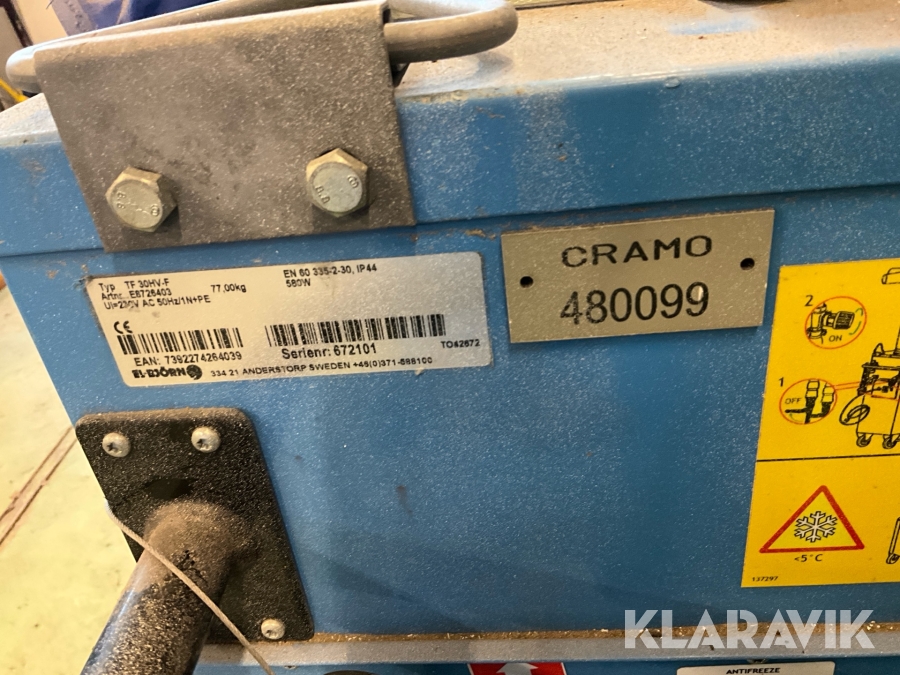 Typ TF 30HV-F 77,00kg EN 60 335-2-30, IP44
Artnr. E8726403 580W
UI=230V AC 50Hz/1N+PE
CE
EAN: 7392274264039 Serienr: 672101 TO42672
EL-BJÖRN 334 21 ANDERSTORP SWEDEN +46(0)371-588100
CRAMO
480099
2
ON
1
OFF
<5°C
137297
KLARAVIK
ANTIFREEZE